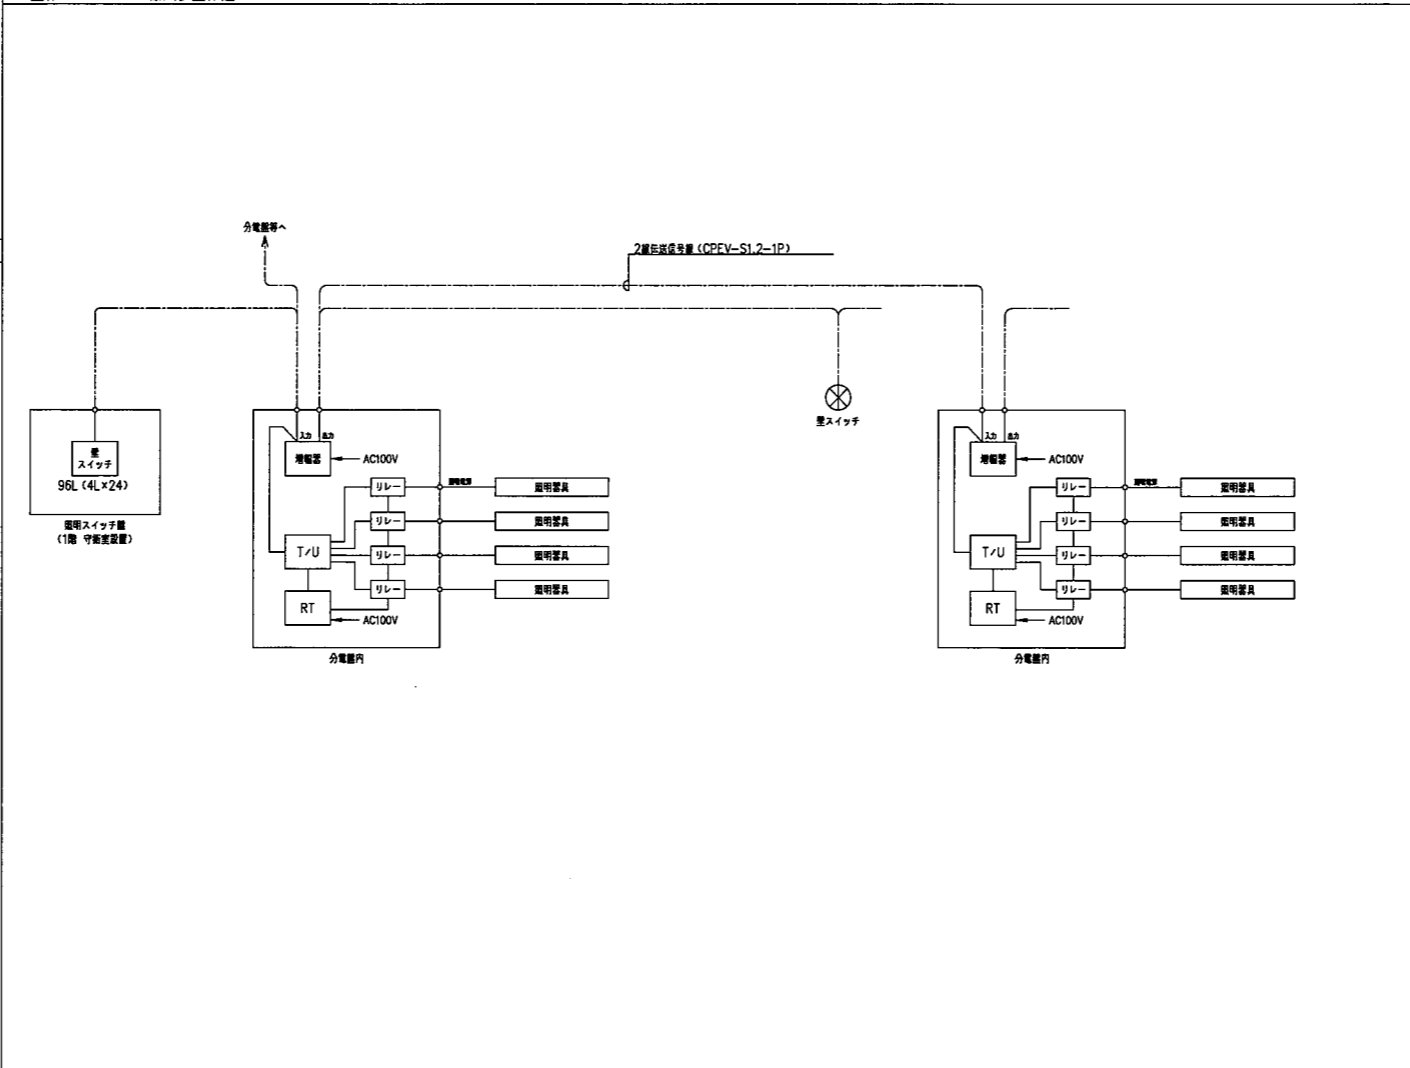 分電盤等へ
2線伝送信号線(CPEV-S1.2-1P)
壁
スイッチ
96L(4L×24)
照明スイッチ盤
(1階 守衛室設置)
入力 出力
増幅器
AC100V
リレー
照明器具
リレー
照明器具
T/U
リレー
照明器具
リレー
照明器具
RT
AC100V
分電盤内
壁スイッチ
入力 出力
増幅器
AC100V
リレー
照明器具
リレー
照明器具
T/U
リレー
照明器具
リレー
照明器具
RT
AC100V
分電盤内